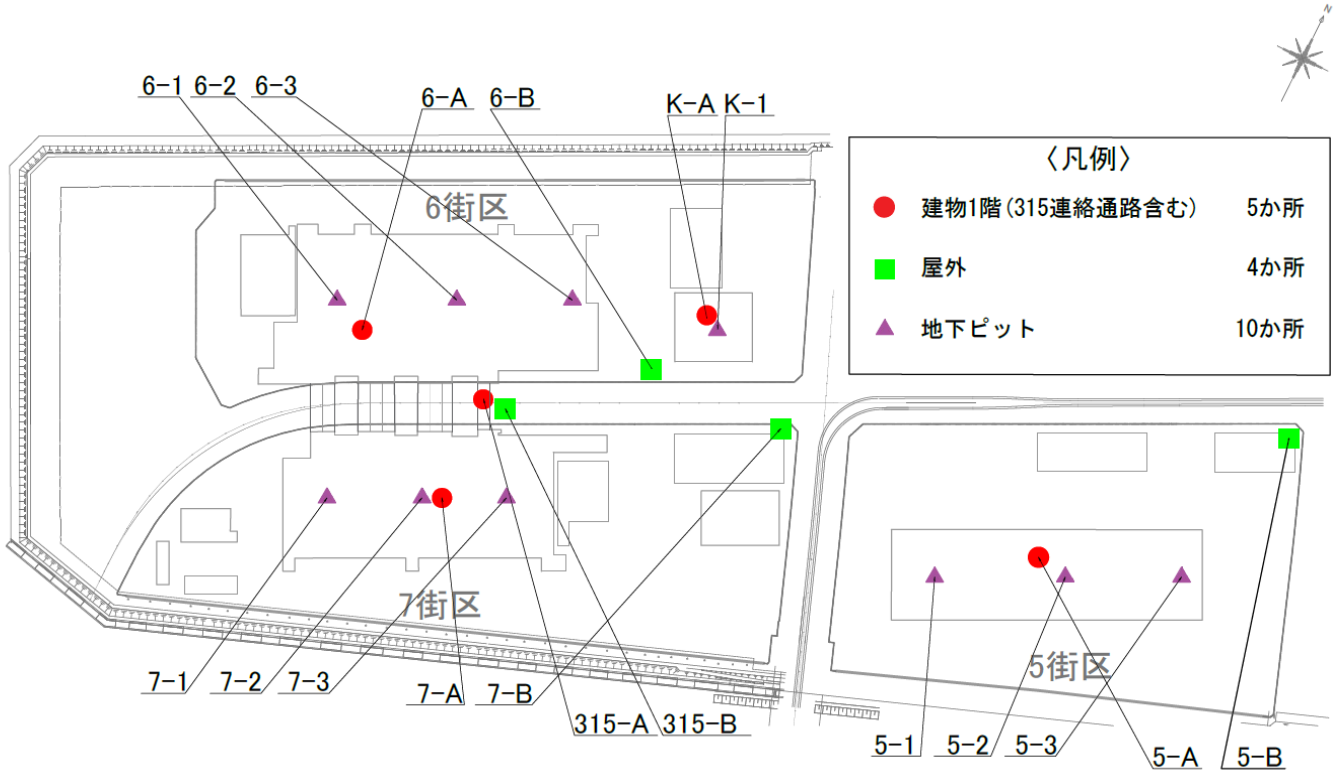 N
6-1 6-2 6-3 6-A 6-B K-A K-1
〈凡例〉
建物1階(315連絡通路含む) 5か所
屋外 4か所
地下ピット 10か所
6街区
7街区
5街区
7-1 7-2 7-3 7-A 7-B
315-A 315-B
5-1 5-2 5-3 5-A 5-B